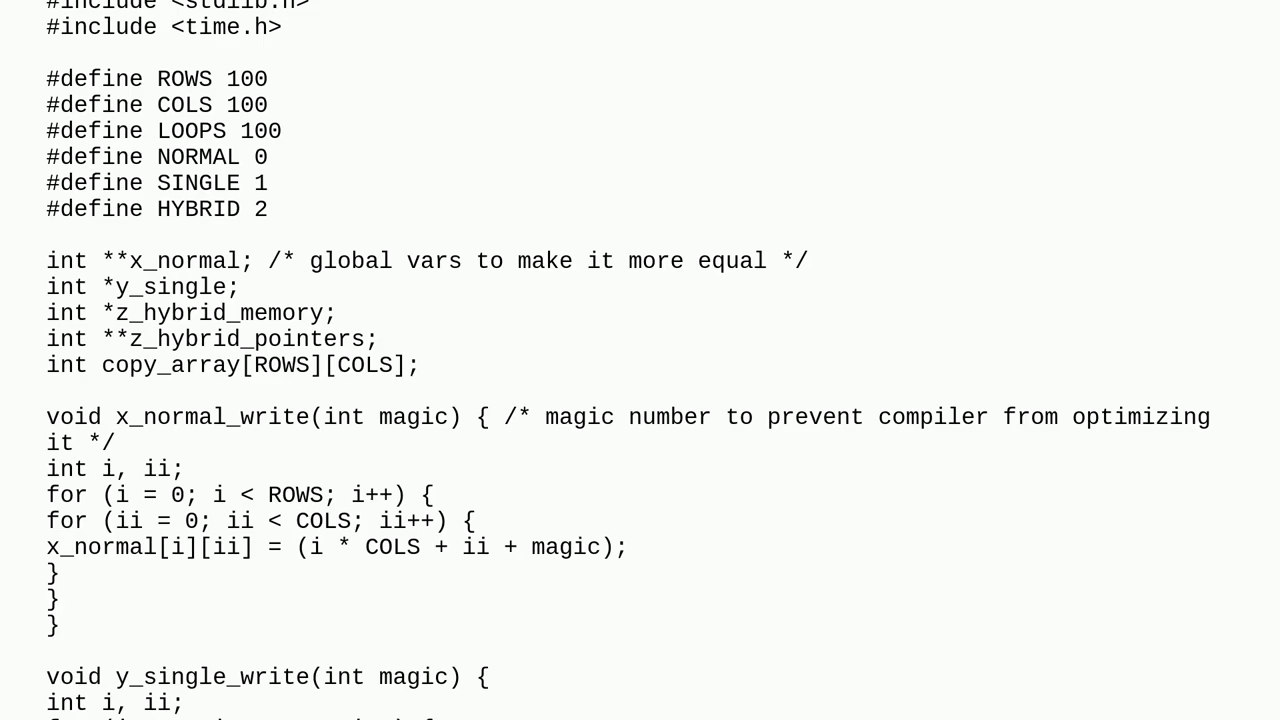 #include <stdlib.h>
#include <time.h>
#define ROWS 100
#define COLS 100
#define LOOPS 100
#define NORMAL 0
#define SINGLE 1
#define HYBRID 2
int **x_normal; /* global vars to make it more equal */
int *y_single;
int *z_hybrid_memory;
int **z_hybrid_pointers;
int copy_array[ROWS][COLS];
void x_normal_write(int magic) { /* magic number to prevent compiler from optimizing
it */
int i, ii;
for (i = 0; i < ROWS; i++) {
for (ii = 0; ii < COLS; ii++) {
x_normal[i][ii] = (i * COLS + ii + magic);
}
}
}
void y_single_write(int magic) {
int i, ii;